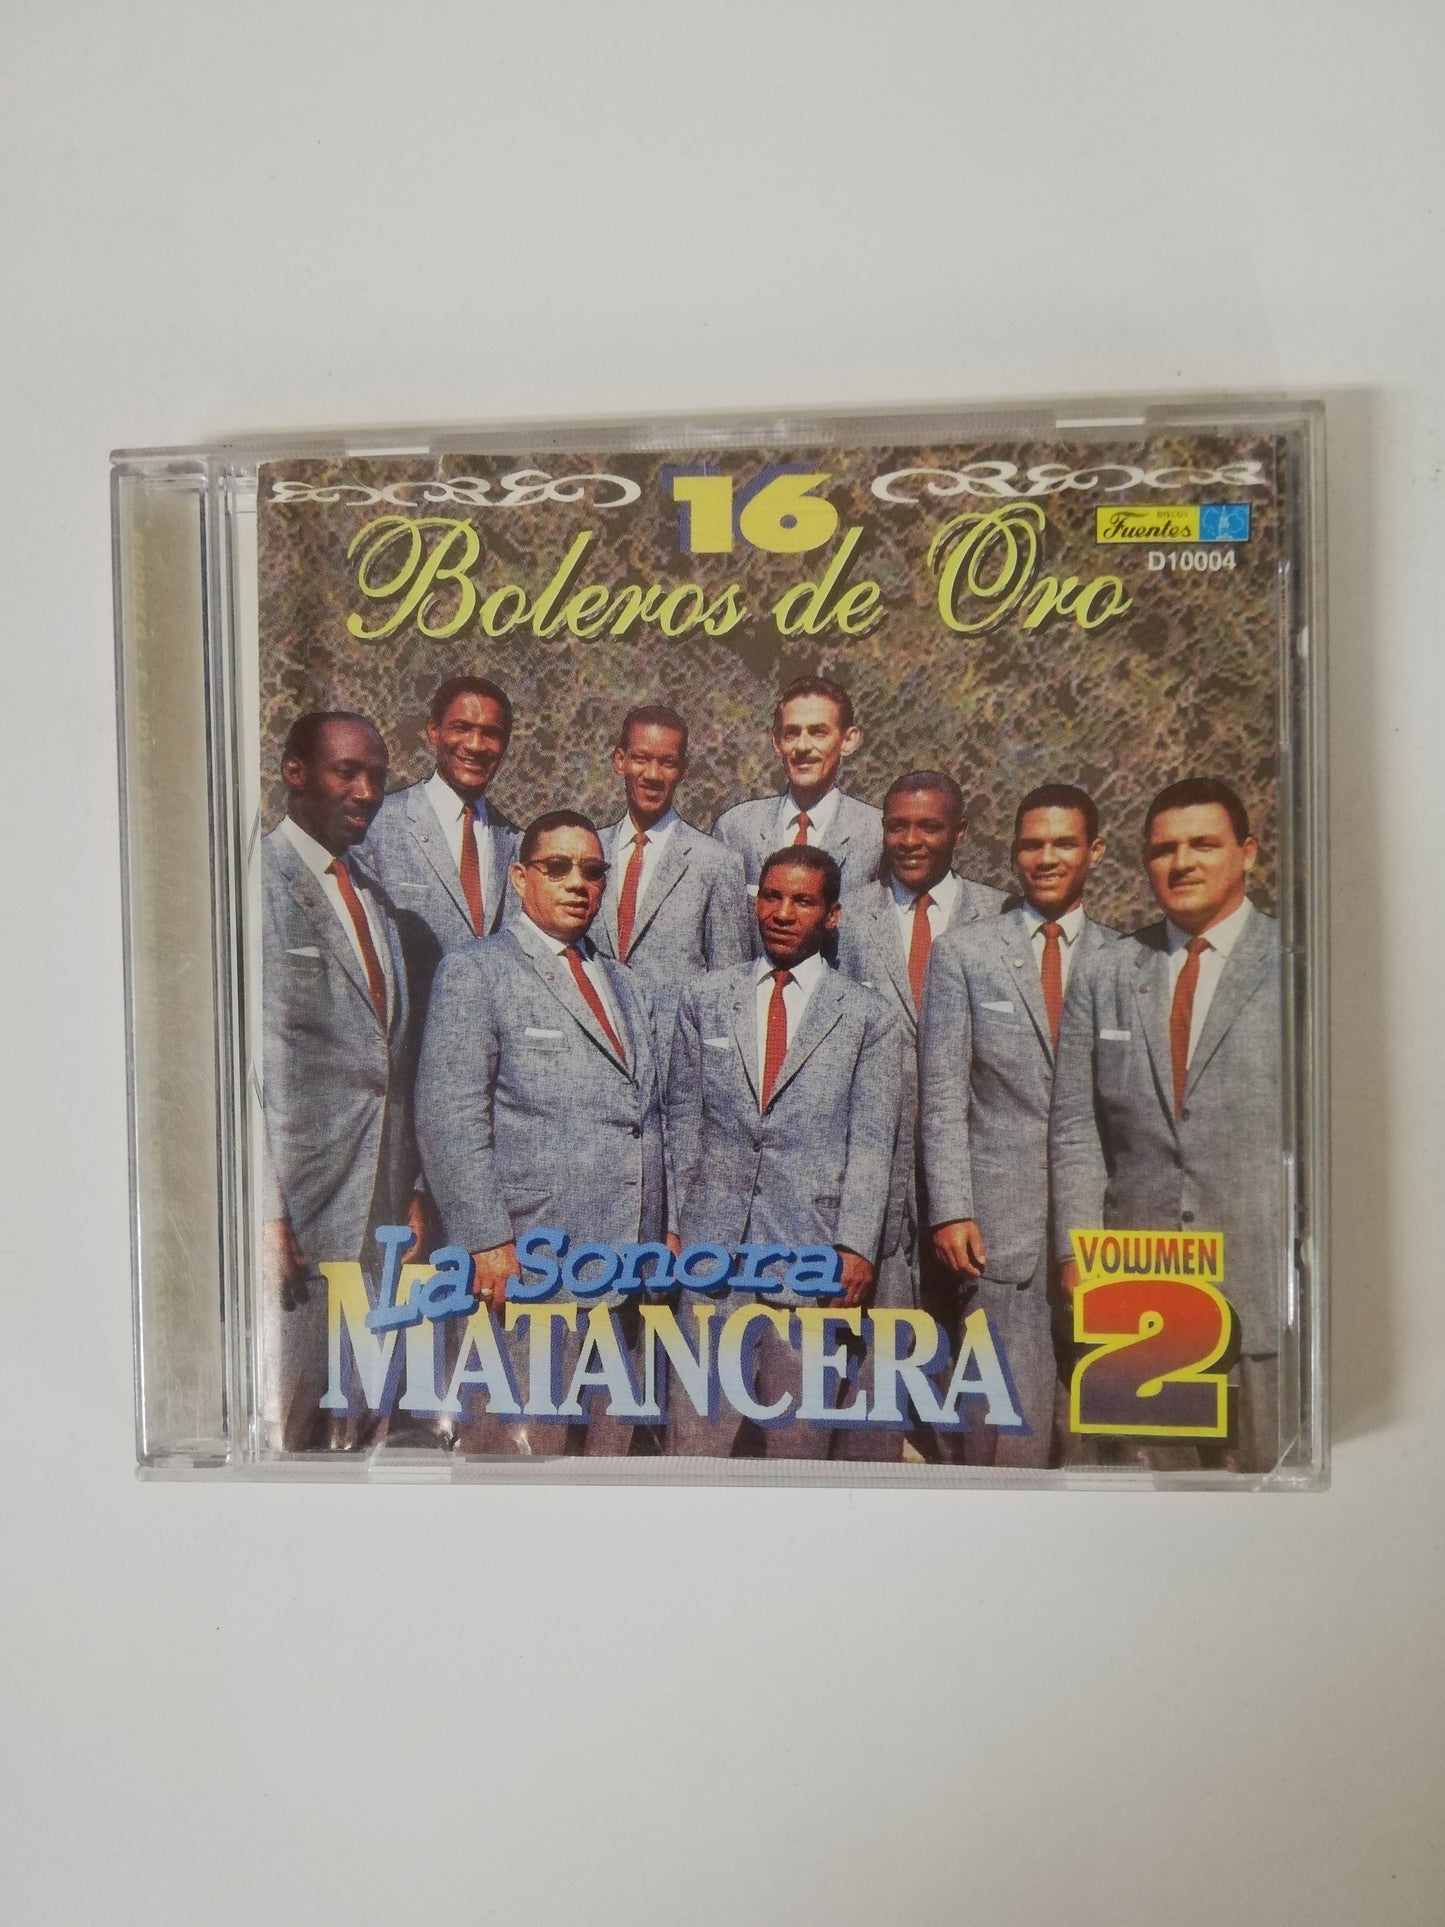 16
Boleros de Oro
DISCOS
Fuentes
D10004
La Sonora
MATANCERA
VOLUMEN
2